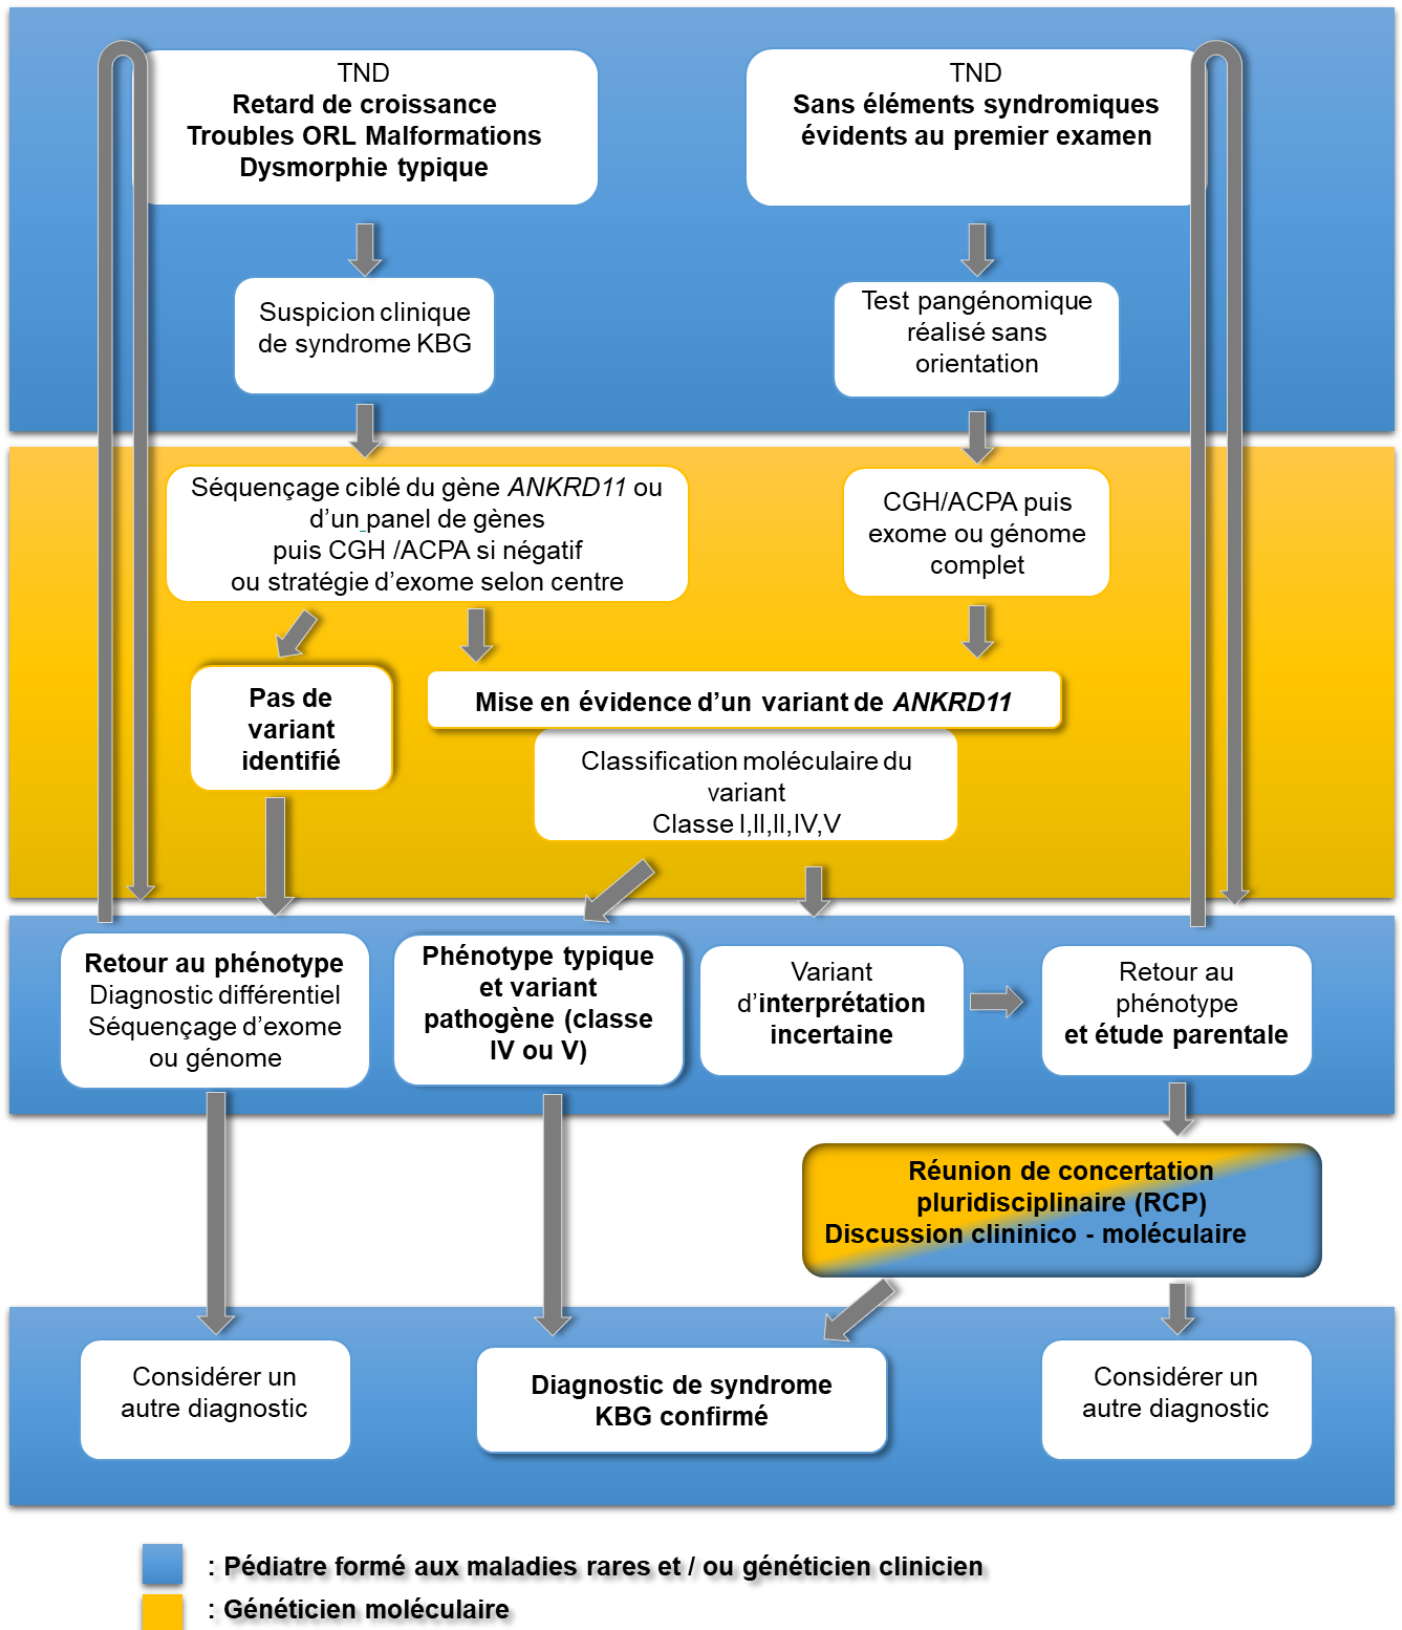 TND
Retard de croissance
Troubles ORL Malformations
Dysmorphie typique
TND
Sans éléments syndromiques
évidents au premier examen
Suspicion clinique
de syndrome KBG
Test pangénomique
réalisé sans
orientation
Séquençage ciblé du gène ANKRD11 ou
d'un panel de gènes
puis CGH /ACPA si négatif
ou stratégie d'exome selon centre
CGH/ACPA puis
exome ou génome
complet
Pas de
variant
identifié
Mise en évidence d'un variant de ANKRD11
Classification moléculaire du
variant
Classe I,II,II,IV,V
Retour au phénotype
Diagnostic différentiel
Séquençage d'exome
ou génome
Phénotype typique
et variant
pathogène (classe
IV ou V)
Variant
d'interprétation
incertaine
Retour au
phénotype
et étude parentale
Réunion de concertation
pluridisciplinaire (RCP)
Discussion clininico - moléculaire
Considérer un
autre diagnostic
Diagnostic de syndrome
KBG confirmé
Considérer un
autre diagnostic
: Pédiatre formé aux maladies rares et / ou généticien clinicien
: Généticien moléculaire